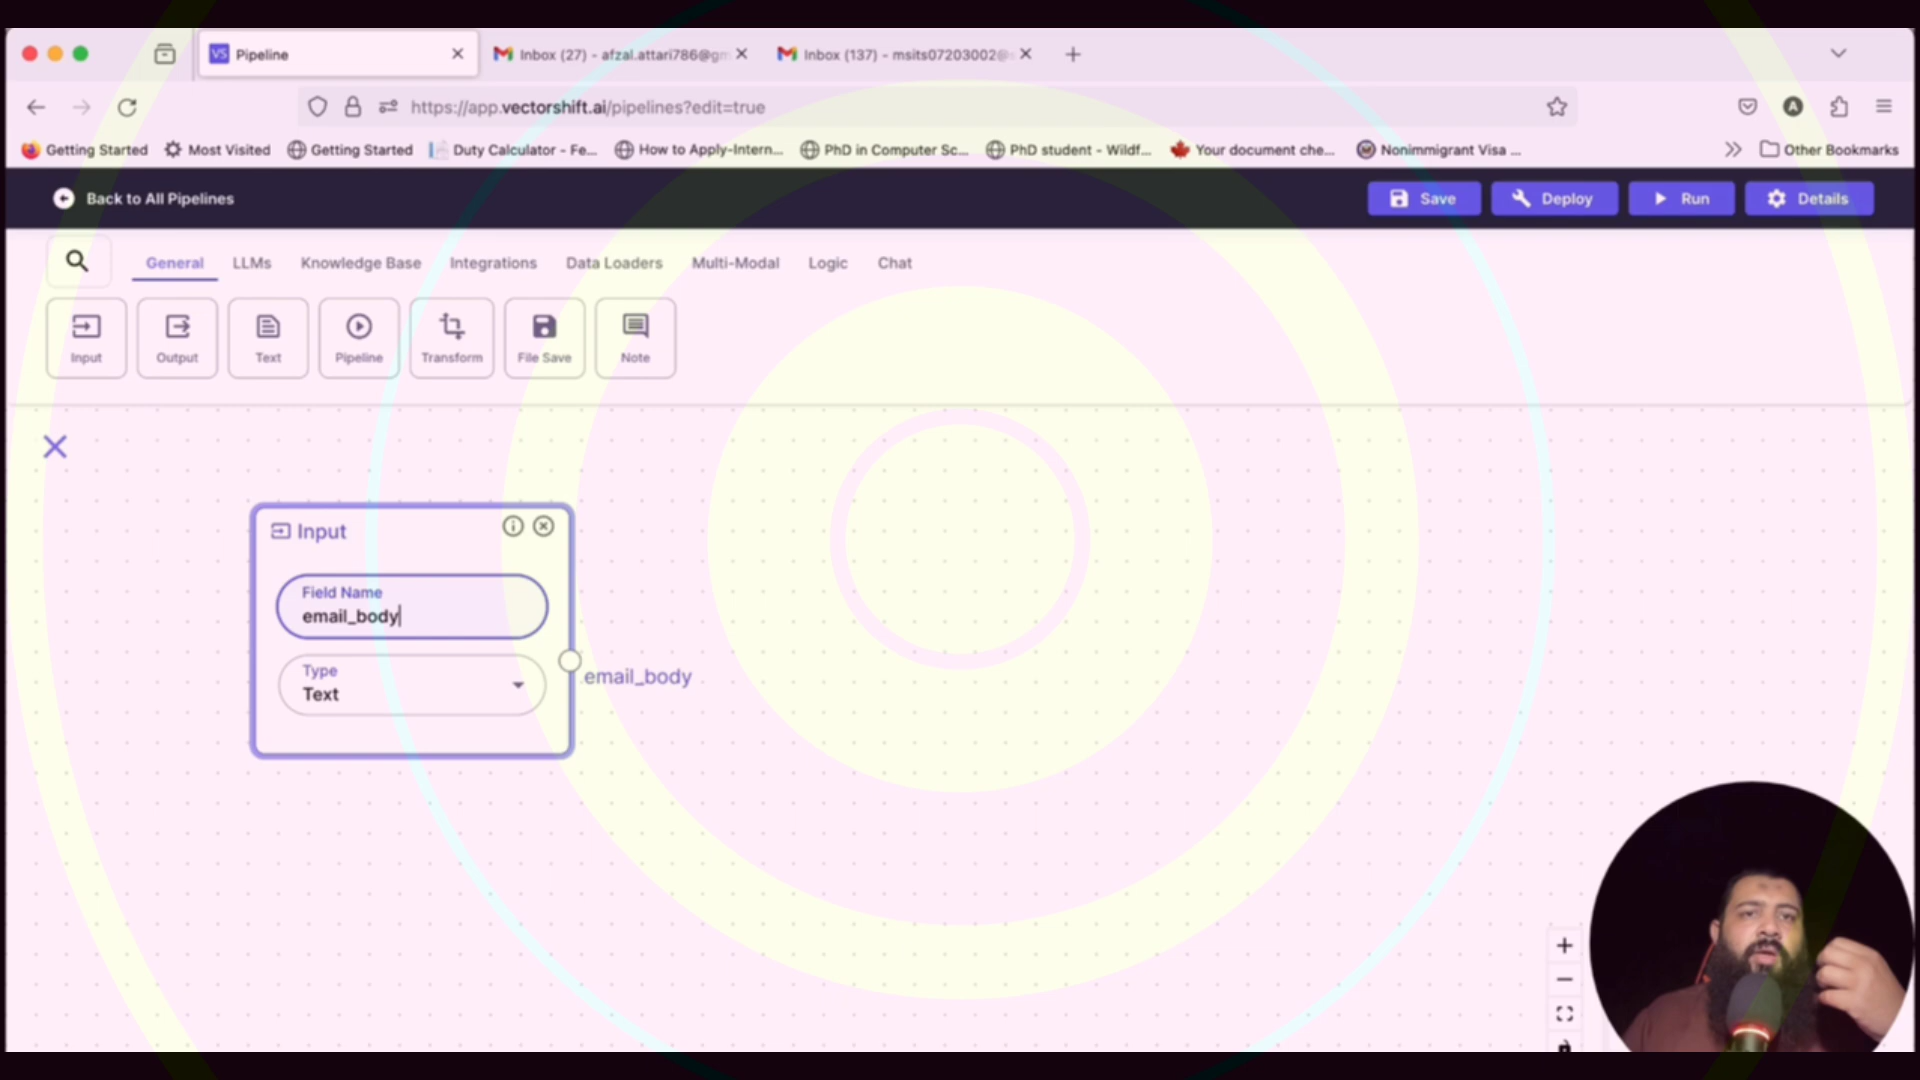 VS Pipeline
Inbox (27) - afzal.attari786@gm
Inbox (137) - msits07203002@
https://app.vectorshift.ai/pipelines?edit=true
A
Getting Started
Most Visited
Getting Started
Duty Calculator - Fe...
How to Apply-Intern...
PhD in Computer Sc...
PhD student - Wildf...
Your document che...
Nonimmigrant Visa ...
Other Bookmarks
Back to All Pipelines
Save
Deploy
Run
Details
General
LLMs
Knowledge Base
Integrations
Data Loaders
Multi-Modal
Logic
Chat
Input
Output
Text
Pipeline
Transform
File Save
Note
Input
Field Name
email_body
Type
Text
email_body